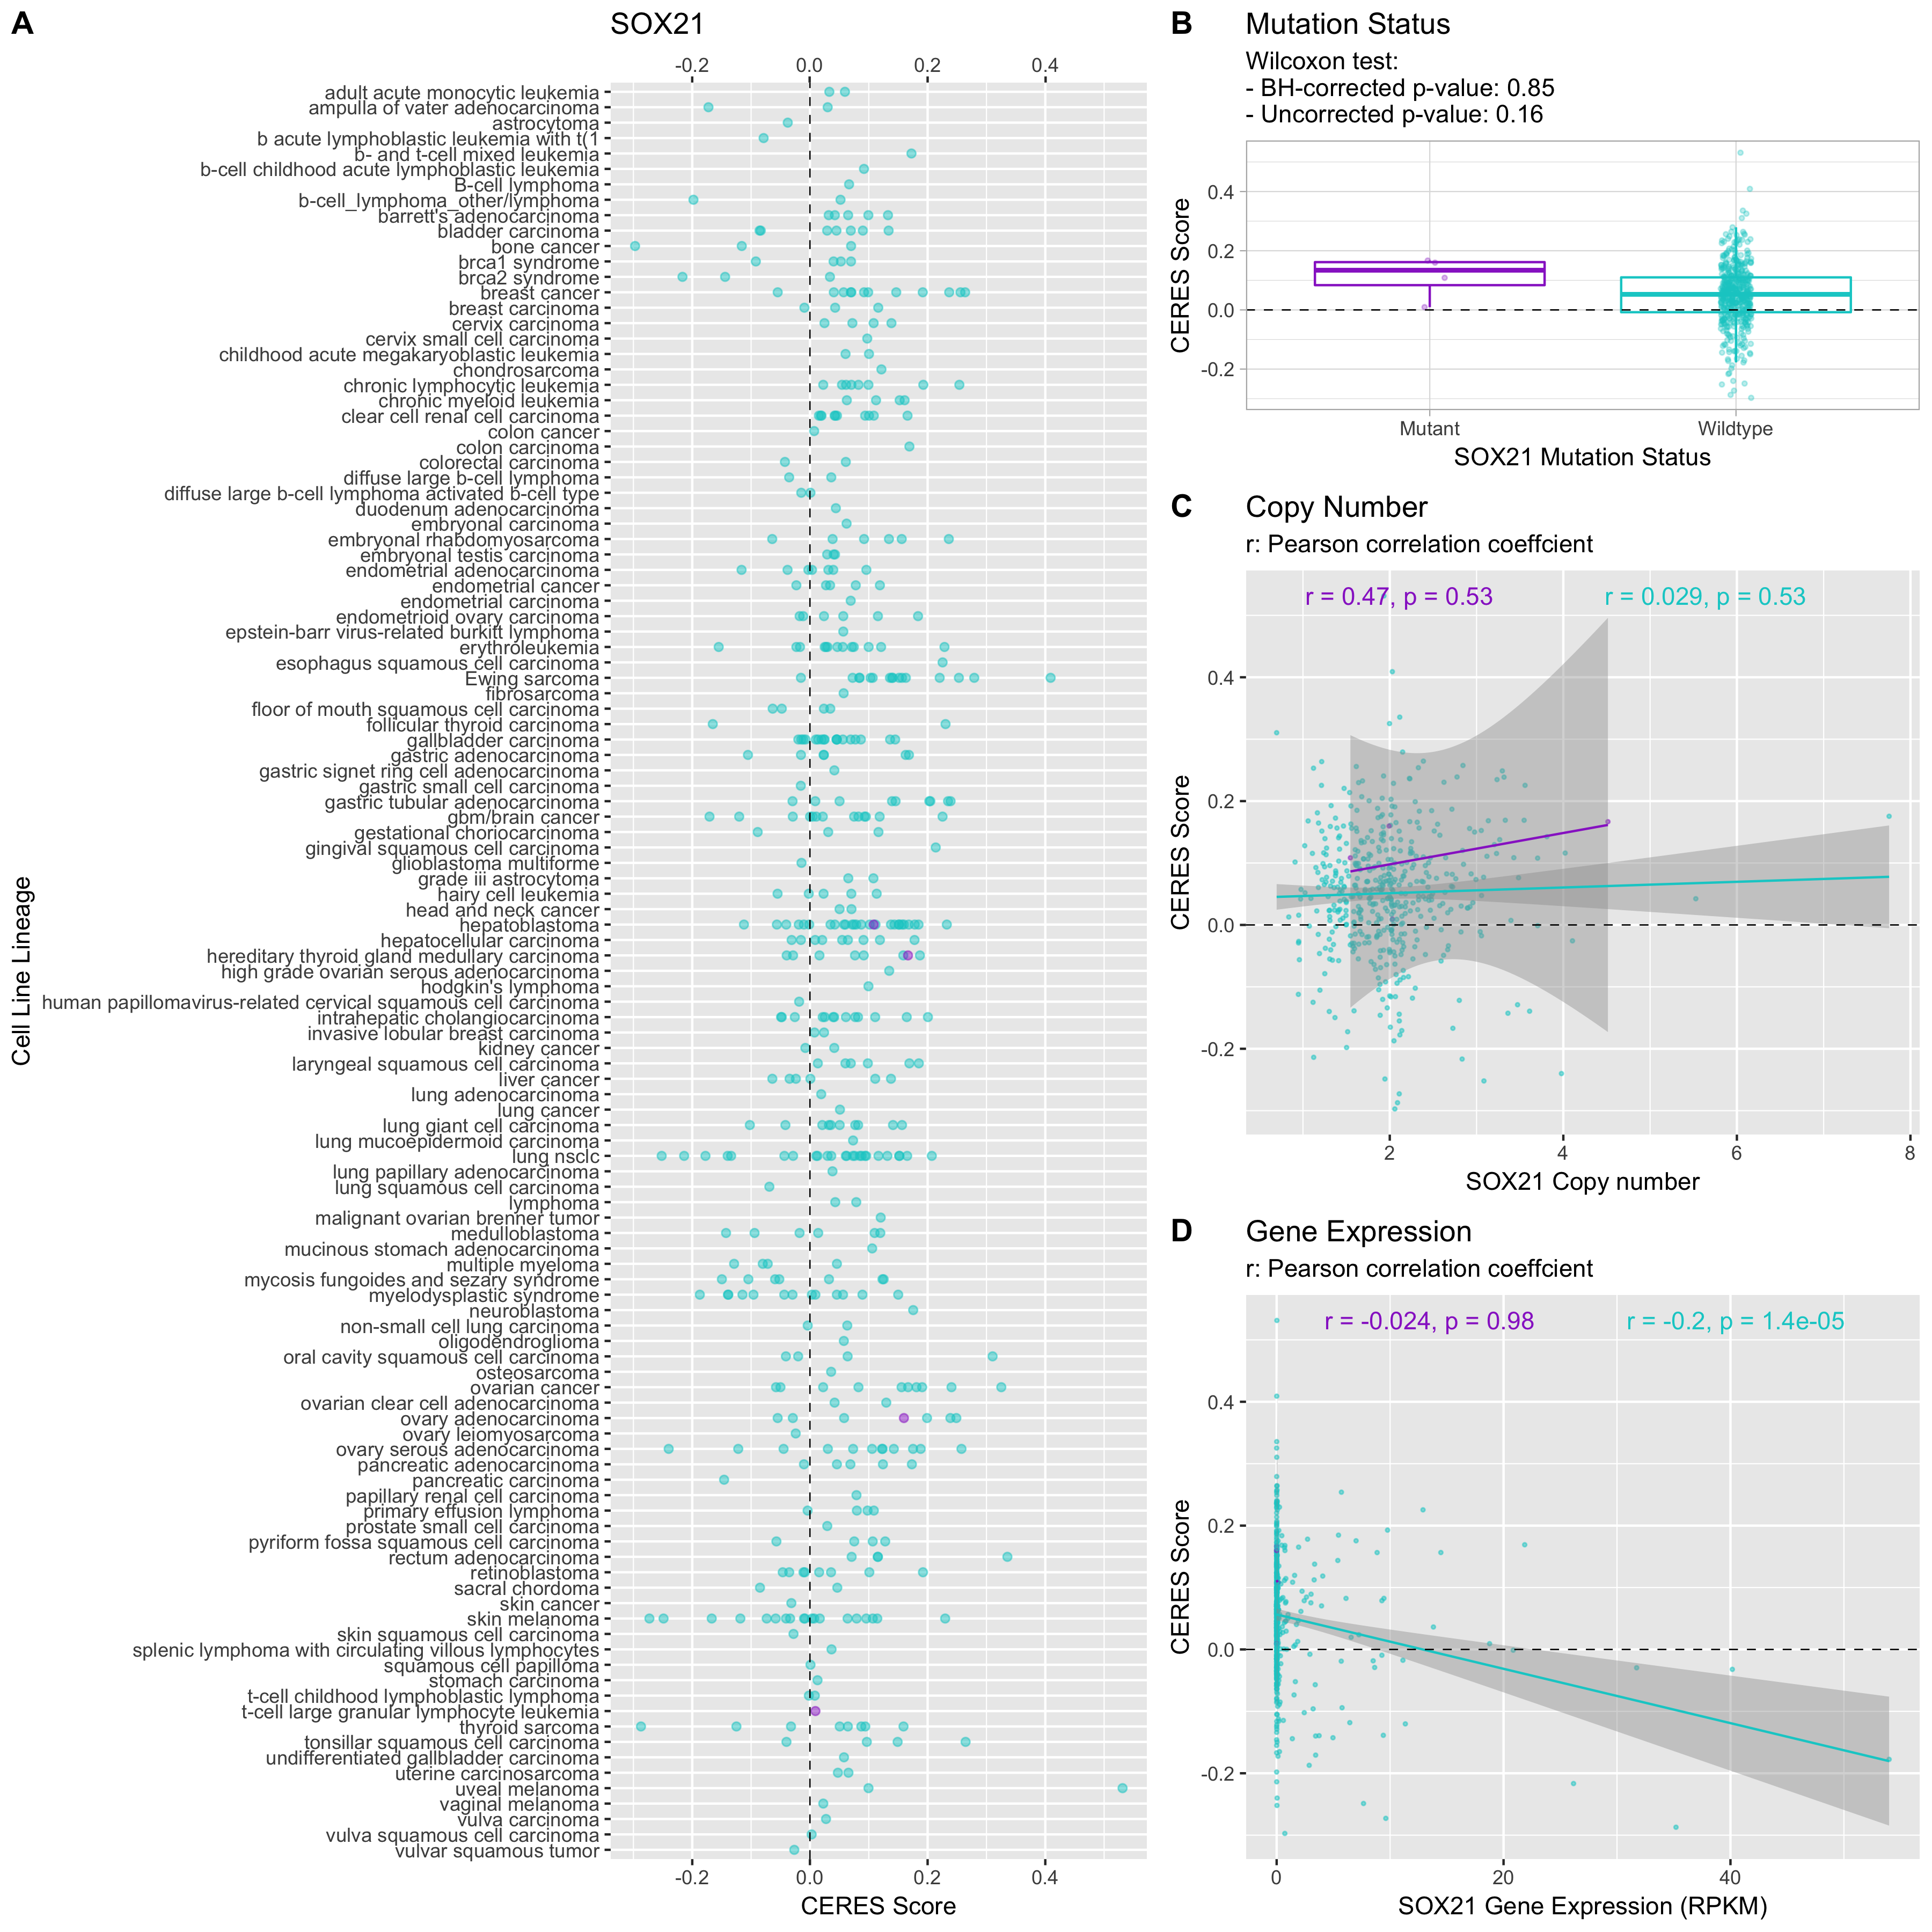 A
SOX21
-0.2 0.0 0.2 0.4
Cell Line Lineage
adult acute monocytic leukemia
ampulla of vater adenocarcinoma
astrocytoma
b acute lymphoblastic leukemia with t(1
b- and t-cell mixed leukemia
b-cell childhood acute lymphoblastic leukemia
B-cell lymphoma
b-cell_lymphoma_other/lymphoma
barrett's adenocarcinoma
bladder carcinoma
bone cancer
brca1 syndrome
brca2 syndrome
breast cancer
breast carcinoma
cervix carcinoma
cervix small cell carcinoma
childhood acute megakaryoblastic leukemia
chondrosarcoma
chronic lymphocytic leukemia
chronic myeloid leukemia
clear cell renal cell carcinoma
colon cancer
colon carcinoma
colorectal carcinoma
diffuse large b-cell lymphoma
diffuse large b-cell lymphoma activated b-cell type
duodenum adenocarcinoma
embryonal carcinoma
embryonal rhabdomyosarcoma
embryonal testis carcinoma
endometrial adenocarcinoma
endometrial cancer
endometrial carcinoma
endometrioid ovary carcinoma
epstein-barr virus-related burkitt lymphoma
erythroleukemia
esophagus squamous cell carcinoma
Ewing sarcoma
fibrosarcoma
floor of mouth squamous cell carcinoma
follicular thyroid carcinoma
gallbladder carcinoma
gastric adenocarcinoma
gastric signet ring cell adenocarcinoma
gastric small cell carcinoma
gastric tubular adenocarcinoma
gbm/brain cancer
gestational choriocarcinoma
gingival squamous cell carcinoma
glioblastoma multiforme
grade iii astrocytoma
hairy cell leukemia
head and neck cancer
hepatoblastoma
hepatocellular carcinoma
hereditary thyroid gland medullary carcinoma
high grade ovarian serous adenocarcinoma
hodgkin's lymphoma
human papillomavirus-related cervical squamous cell carcinoma
intrahepatic cholangiocarcinoma
invasive lobular breast carcinoma
kidney cancer
laryngeal squamous cell carcinoma
liver cancer
lung adenocarcinoma
lung cancer
lung giant cell carcinoma
lung mucoepidermoid carcinoma
lung nsclc
lung papillary adenocarcinoma
lung squamous cell carcinoma
lymphoma
malignant ovarian brenner tumor
medulloblastoma
mucinous stomach adenocarcinoma
multiple myeloma
mycosis fungoides and sezary syndrome
myelodysplastic syndrome
neuroblastoma
non-small cell lung carcinoma
oligodendroglioma
oral cavity squamous cell carcinoma
osteosarcoma
ovarian cancer
ovarian clear cell adenocarcinoma
ovary adenocarcinoma
ovary leiomyosarcoma
ovary serous adenocarcinoma
pancreatic adenocarcinoma
pancreatic carcinoma
papillary renal cell carcinoma
primary effusion lymphoma
prostate small cell carcinoma
pyriform fossa squamous cell carcinoma
rectum adenocarcinoma
retinoblastoma
sacral chordoma
skin cancer
skin melanoma
skin squamous cell carcinoma
splenic lymphoma with circulating villous lymphocytes
squamous cell papilloma
stomach carcinoma
t-cell childhood lymphoblastic lymphoma
t-cell large granular lymphocyte leukemia
thyroid sarcoma
tonsillar squamous cell carcinoma
undifferentiated gallbladder carcinoma
uterine carcinosarcoma
uveal melanoma
vaginal melanoma
vulva carcinoma
vulva squamous cell carcinoma
vulvar squamous tumor
-0.2 0.0 0.2 0.4
CERES Score
B
Mutation Status
Wilcoxon test:
- BH-corrected p-value: 0.85
- Uncorrected p-value: 0.16
CERES Score
0.4
0.2
0.0
-0.2
Mutant Wildtype
SOX21 Mutation Status
C
Copy Number
r: Pearson correlation coeffcient
r = 0.47, p = 0.53 r = 0.029, p = 0.53
CERES Score
0.4
0.2
0.0
-0.2
2 4 6 8
SOX21 Copy number
D
Gene Expression
r: Pearson correlation coeffcient
r = -0.024, p = 0.98 r = -0.2, p = 1.4e-05
CERES Score
0.4
0.2
0.0
-0.2
0 20 40
SOX21 Gene Expression (RPKM)